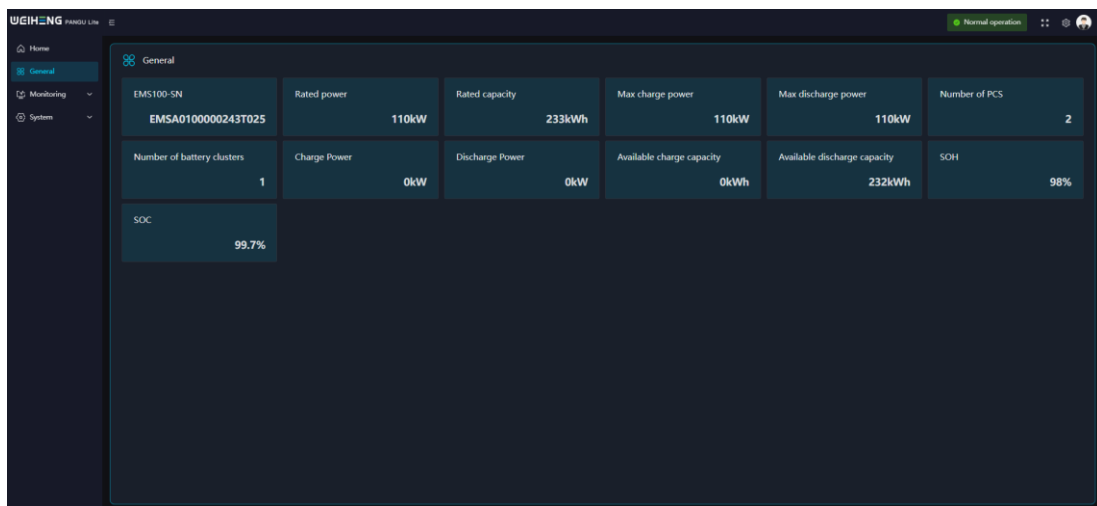 WEIHENG PANDU Lite
Normal operation
Home
General
Monitoring
System
General
EMS100-SN
EMSA0100000243T025
Rated power
110kW
Rated capacity
233kWh
Max charge power
110kW
Max discharge power
110kW
Number of PCS
2
Number of battery clusters
1
Charge Power
0kW
Discharge Power
0kW
Available charge capacity
0kWh
Available discharge capacity
232kWh
SOH
98%
SOC
99.7%